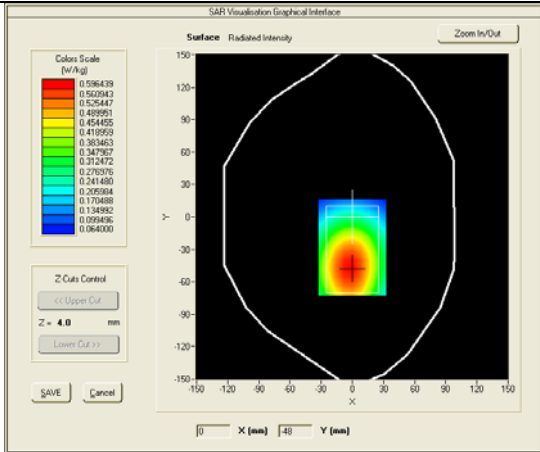 SAR Visualisation Graphical Interface
Surface Radiated Intensity
Zoom In/Out
Colors Scale
(W/kg)
0.596439
0.560943
0.525447
0.489951
0.454455
0.418959
0.383463
0.347967
0.312472
0.276976
0.241480
0.205984
0.170488
0.134992
0.099496
0.064000
Z Cuts Control
<< Upper Cut
Z = 4.0 mm
Lower Cut >>
SAVE
Cancel
150
120
90
60
30
0
-30
-60
-90
-120
-150
Y
-150 -120 -90 -60 -30 0 30 60 90 120 150
X
0 X (mm) -48 Y (mm)